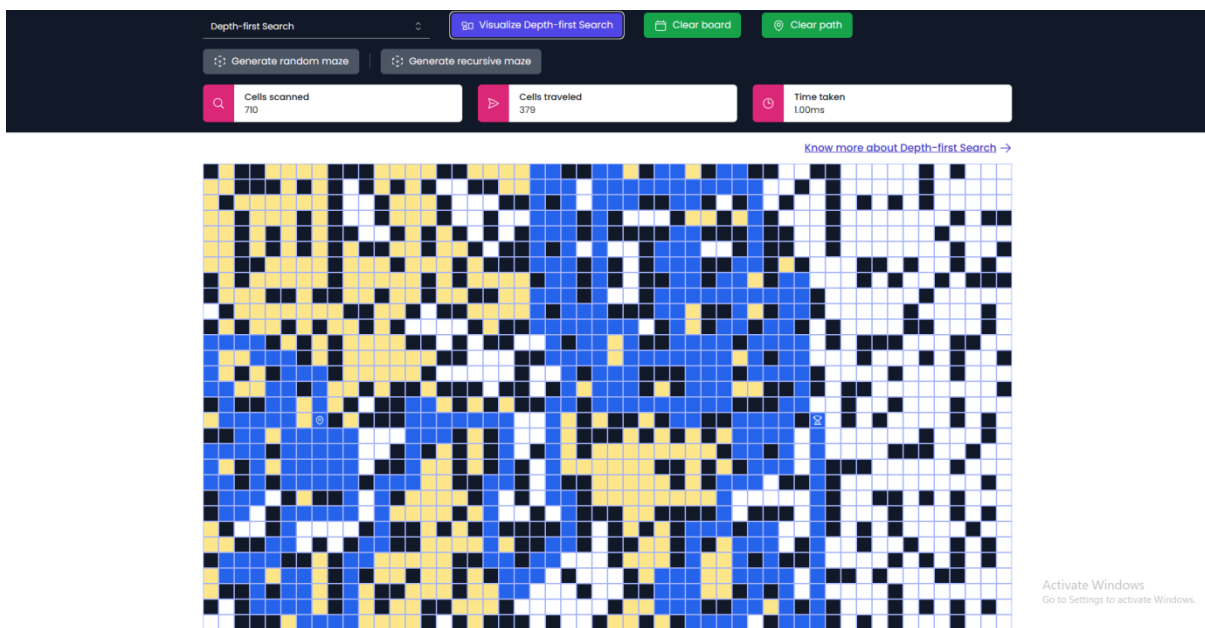 Depth-first Search
Visualize Depth-first Search
Clear board
Clear path
Generate random maze
Generate recursive maze
Cells scanned
710
Cells traveled
379
Time taken
1.00ms
Know more about Depth-first Search →
Activate Windows
Go to Settings to activate Windows.